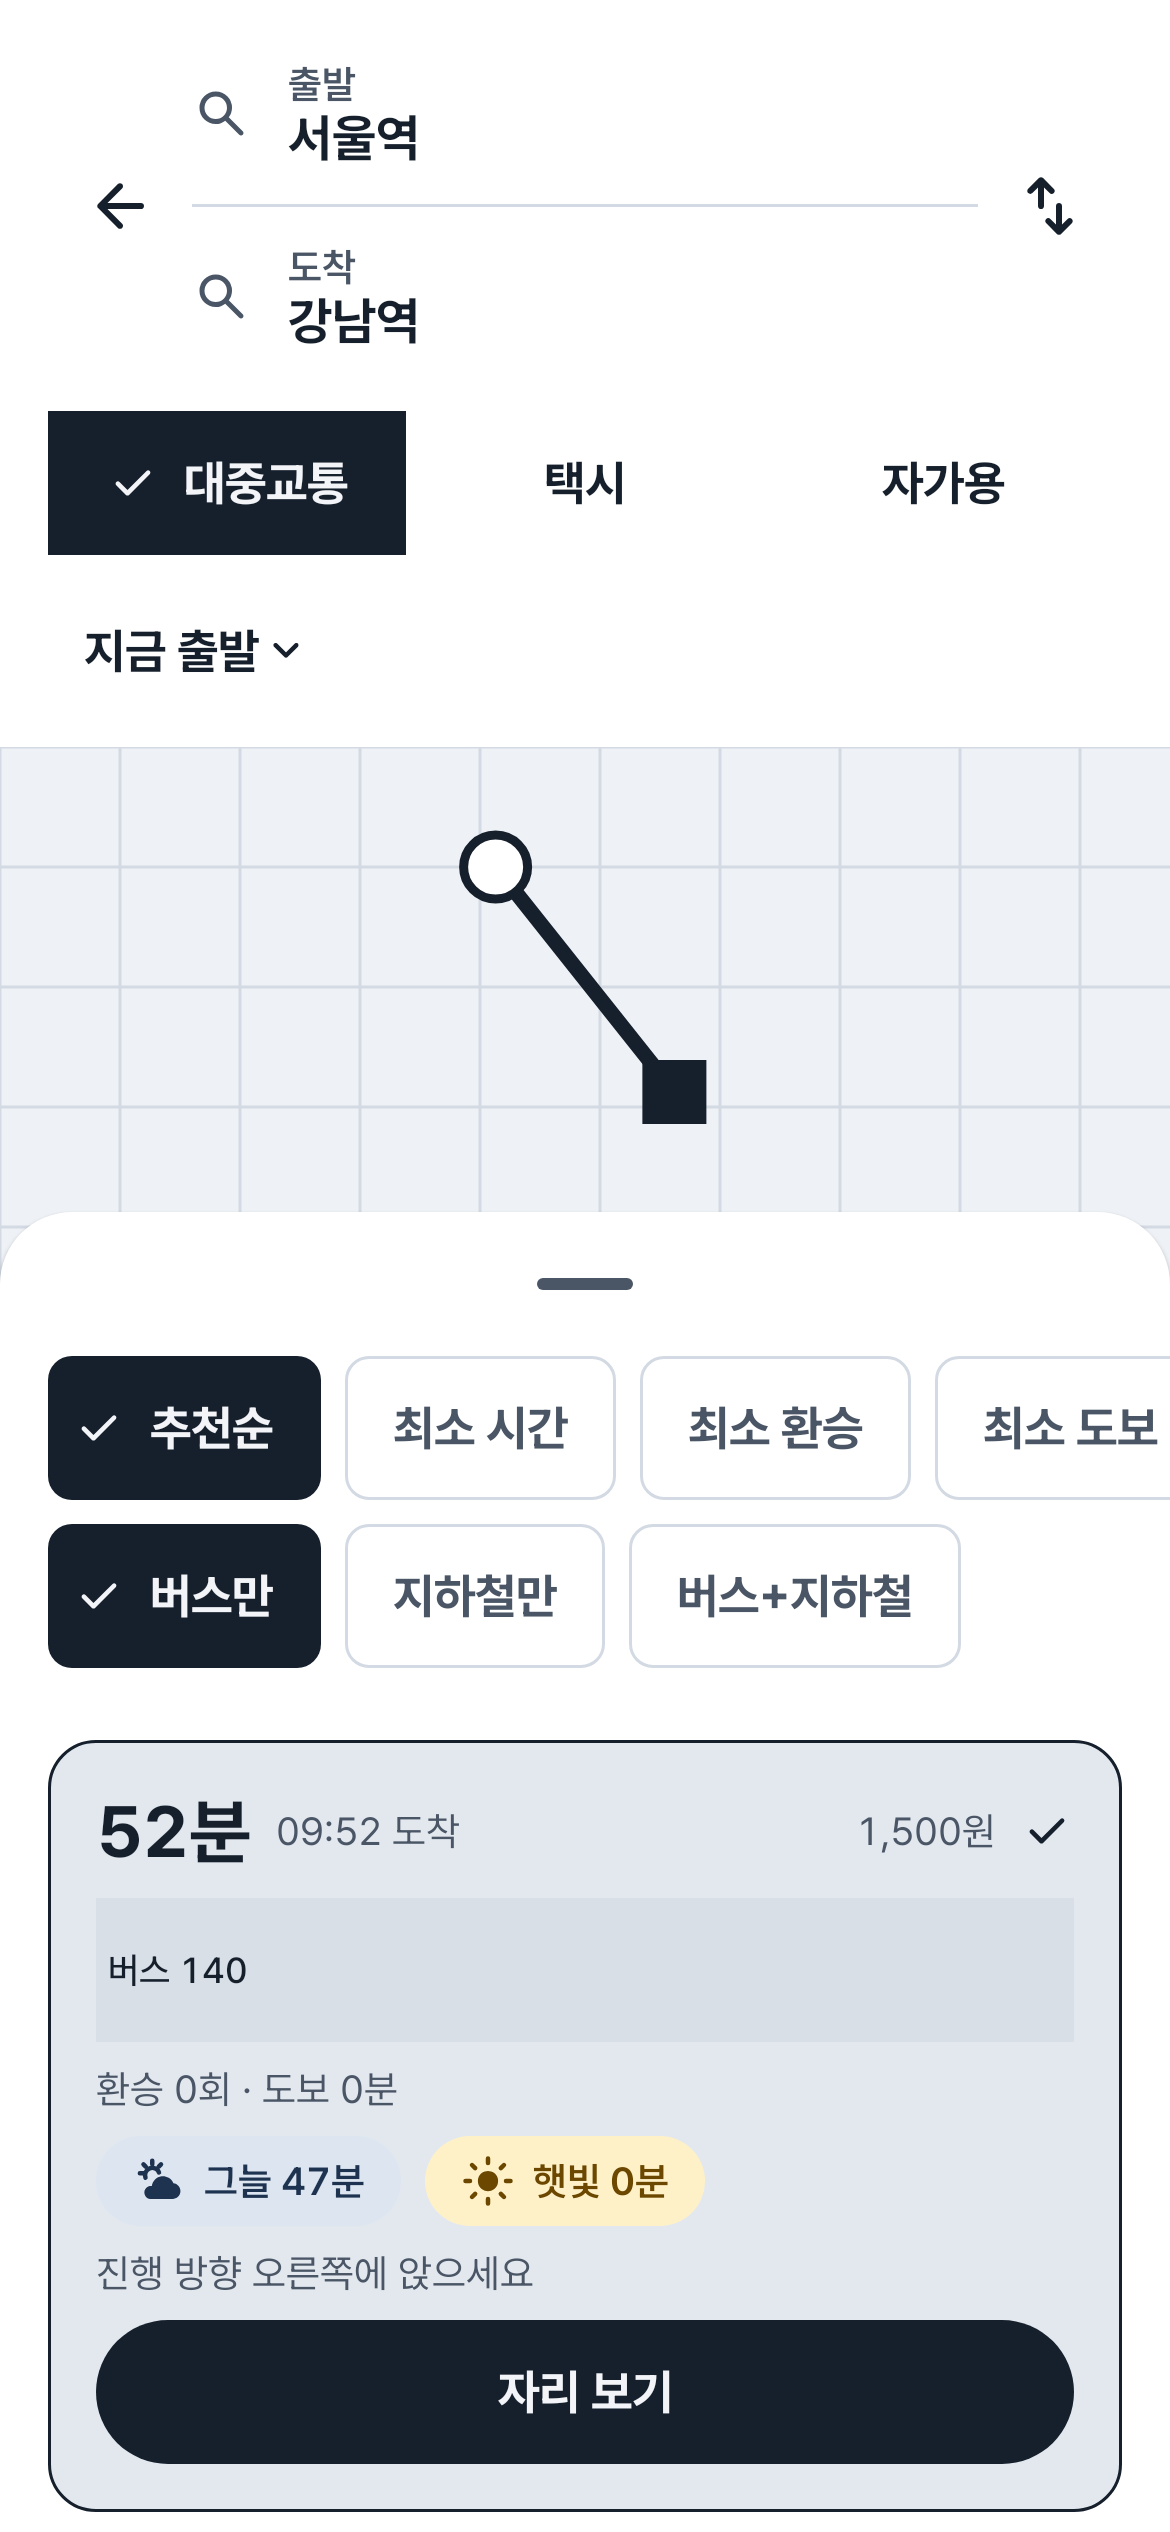 출발
서울역
도착
강남역
대중교통 택시 자가용
지금 출발
추천순 최소 시간 최소 환승 최소 도보
버스만 지하철만 버스+지하철
52분 09:52 도착 1,500원
버스 140
환승 0회 · 도보 0분
그늘 47분 햇빛 0분
진행 방향 오른쪽에 앉으세요
자리 보기